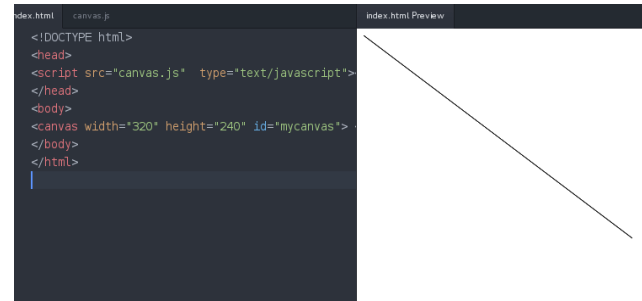 ndex.html canvas.js index.html Preview
<!DOCTYPE html>
<head>
<script src="canvas.js" type="text/javascript">
</head>
<body>
<canvas width="320" height="240" id="mycanvas">
</body>
</html>